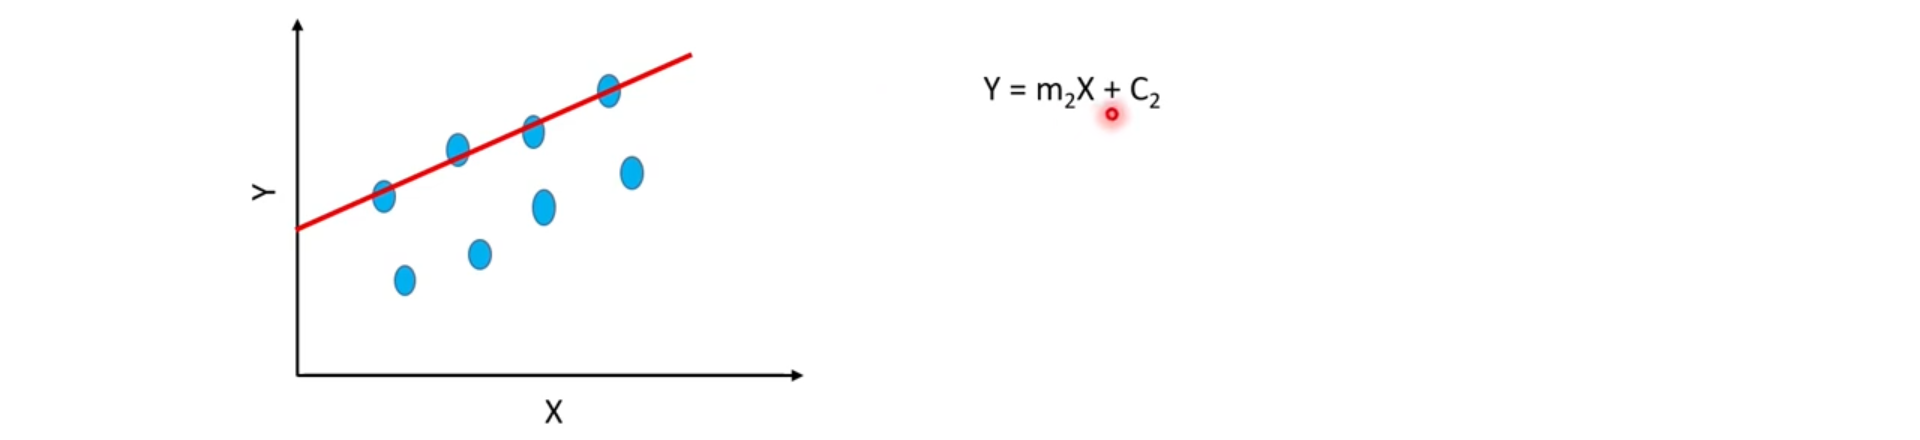 Y
Y = m₂X + C₂
X